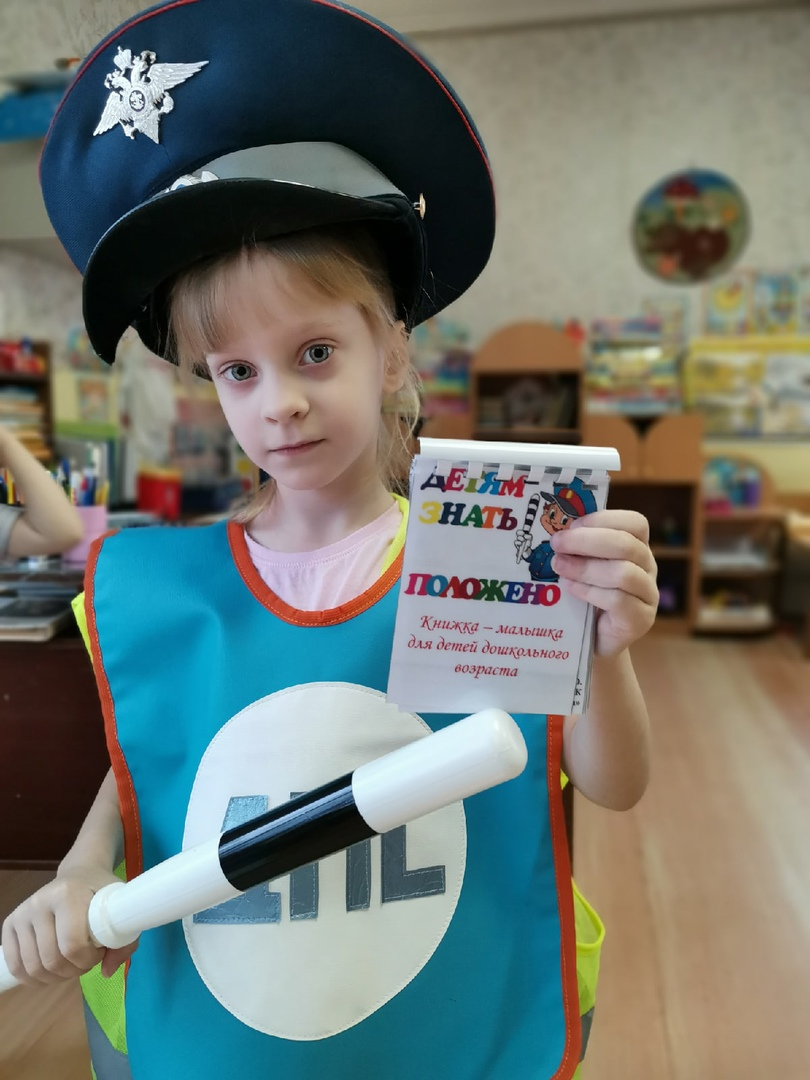 ДЕТЯМ-
ЗНАТЬ
ПОЛОЖЕНО
Книжка – малышка
для детей дошкольного
возраста
ДПС